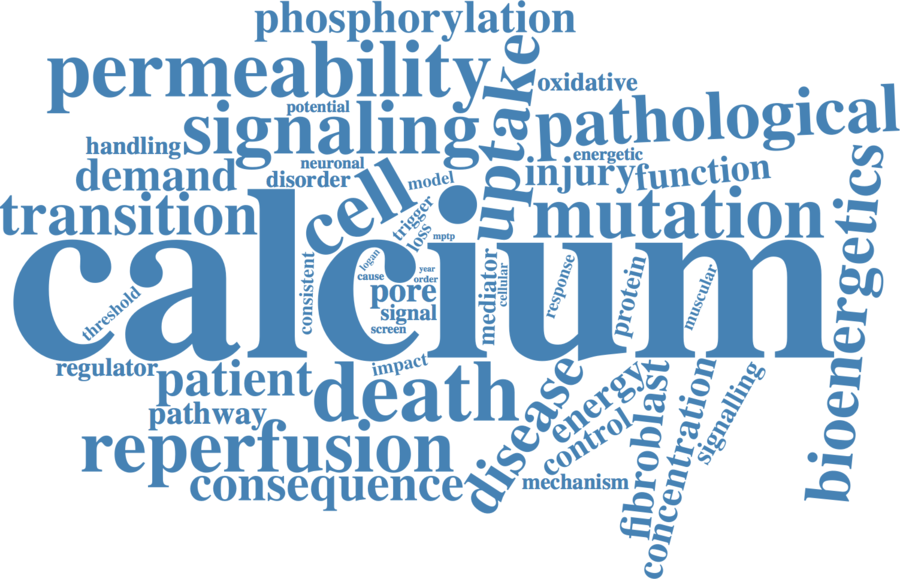 phosphorylation
permeability
uptake
oxidative
potential
signaling
pathological
handling
neuronal
energetic
demand
disorder
cell
model
injury
function
transition
trigger
loss
mptp
mutation
bioenergetics
calcium
logan
year
cause
order
pore
signal
screen
consistent
threshold
mediator
cellular
response
protein
muscular
regulator
patient
impact
death
disease
energy
pathway
control
fibroblast
concentration
signalling
reperfusion
consequence
mechanism